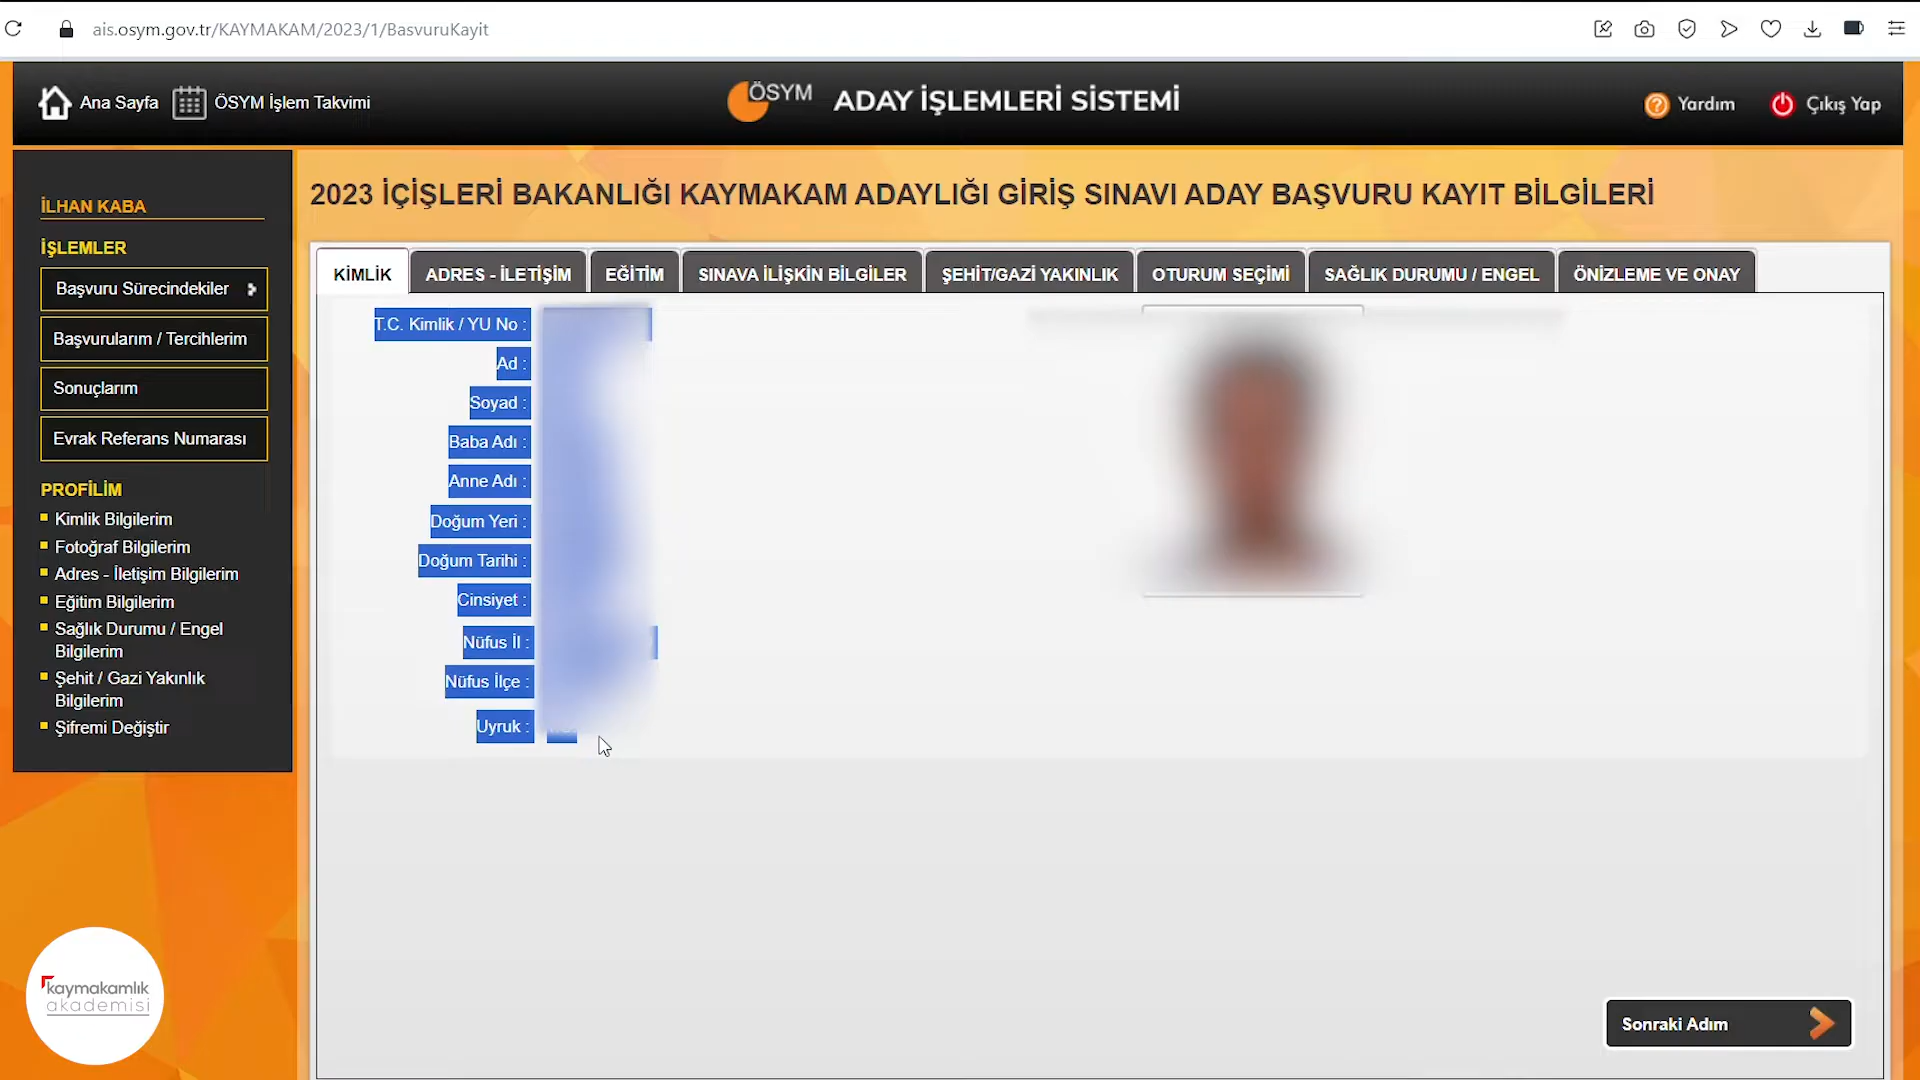 ais.osym.gov.tr/KAYMAKAM/2023/1/BasvuruKayit
Ana Sayfa
ÖSYM İşlem Takvimi
ÖSYM
ADAY İŞLEMLERİ SİSTEMİ
Yardım
Çıkış Yap
İLHAN KABA
İŞLEMLER
Başvuru Sürecindekiler
Başvurularım / Tercihlerim
Sonuçlarım
Evrak Referans Numarası
PROFİLİM
Kimlik Bilgilerim
Fotoğraf Bilgilerim
Adres - İletişim Bilgilerim
Eğitim Bilgilerim
Sağlık Durumu / Engel
Bilgilerim
Şehit / Gazi Yakınlık
Bilgilerim
Şifremi Değiştir
2023 İÇİŞLERİ BAKANLIĞI KAYMAKAM ADAYLIĞI GİRİŞ SINAVI ADAY BAŞVURU KAYIT BİLGİLERİ
KİMLİK
ADRES - İLETİŞİM
EĞİTİM
SINAVA İLİŞKİN BİLGİLER
ŞEHİT/GAZİ YAKINLIK
OTURUM SEÇİMİ
SAĞLIK DURUMU / ENGEL
ÖNİZLEME VE ONAY
T.C. Kimlik / YU No :
Ad :
Soyad :
Baba Adı :
Anne Adı :
Doğum Yeri :
Doğum Tarihi :
Cinsiyet :
Nüfus İl :
Nüfus İlçe :
Uyruk :
Sonraki Adım
kaymakamlık
akademisi